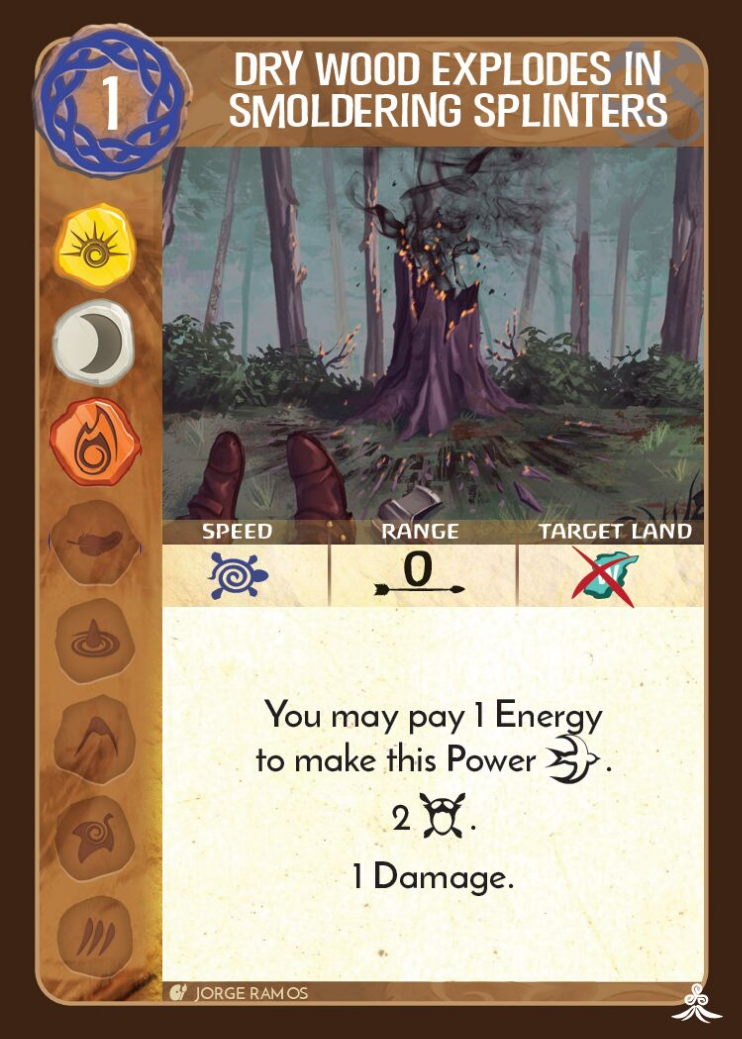 1
DRY WOOD EXPLODES IN
SMOLDERING SPLINTERS
SPEED RANGE TARGET LAND
0
You may pay 1 Energy
to make this Power .
2 .
1 Damage.
JORGE RAMOS